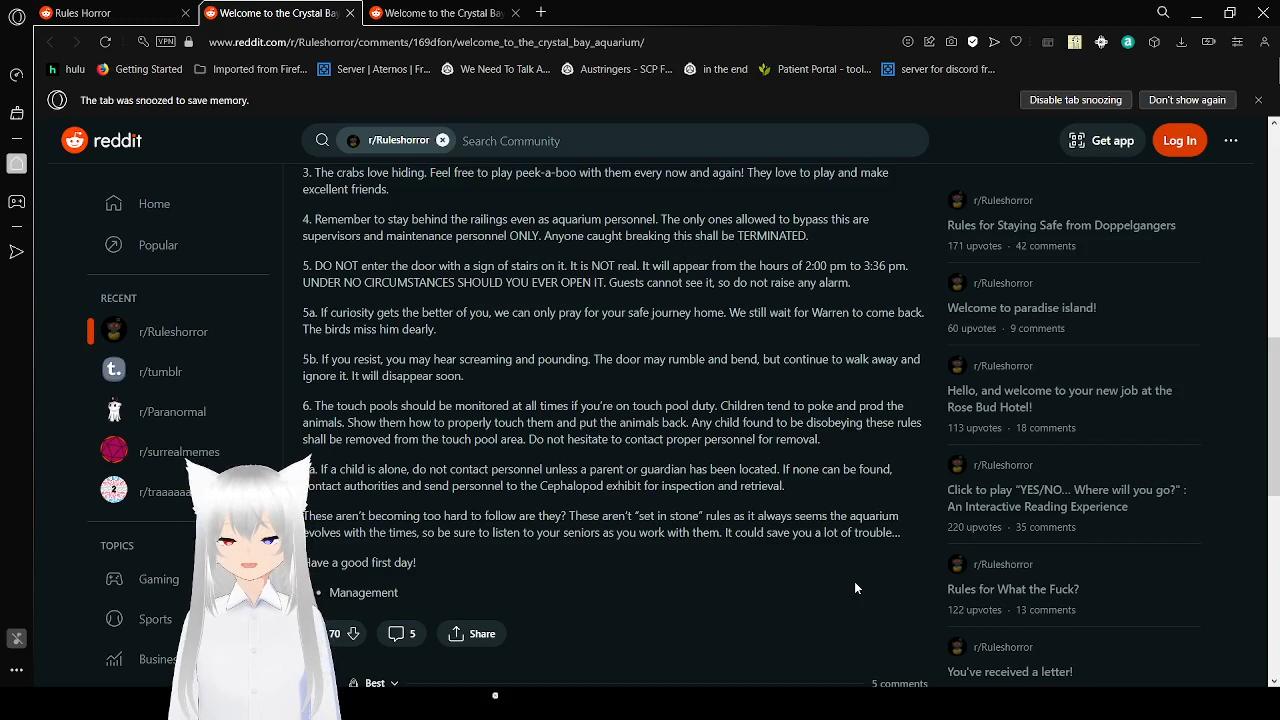 Rules Horror
Welcome to the Crystal Bay
Welcome to the Crystal Bay
VPN
www.reddit.com/r/Ruleshorror/comments/169dfon/welcome_to_the_crystal_bay_aquarium/
hulu
Getting Started
Imported from Firef...
Server | Aternos | Fr...
We Need To Talk A...
Austringers - SCP F...
in the end
Patient Portal - tool...
server for discord fr...
The tab was snoozed to save memory.
Disable tab snoozing
Don't show again
reddit
r/Ruleshorror
Search Community
Get app
Log In
Home
Popular
RECENT
r/Ruleshorror
r/tumblr
r/Paranormal
r/surrealmemes
r/traaaaaa
TOPICS
Gaming
Sports
Busines
3. The crabs love hiding. Feel free to play peek-a-boo with them every now and again! They love to play and make
excellent friends.
4. Remember to stay behind the railings even as aquarium personnel. The only ones allowed to bypass this are
supervisors and maintenance personnel ONLY. Anyone caught breaking this shall be TERMINATED.
5. DO NOT enter the door with a sign of stairs on it. It is NOT real. It will appear from the hours of 2:00 pm to 3:36 pm.
UNDER NO CIRCUMSTANCES SHOULD YOU EVER OPEN IT. Guests cannot see it, so do not raise any alarm.
5a. If curiosity gets the better of you, we can only pray for your safe journey home. We still wait for Warren to come back.
The birds miss him dearly.
5b. If you resist, you may hear screaming and pounding. The door may rumble and bend, but continue to walk away and
ignore it. It will disappear soon.
6. The touch pools should be monitored at all times if you're on touch pool duty. Children tend to poke and prod the
animals. Show them how to properly touch them and put the animals back. Any child found to be disobeying these rules
shall be removed from the touch pool area. Do not hesitate to contact proper personnel for removal.
a. If a child is alone, do not contact personnel unless a parent or guardian has been located. If none can be found,
contact authorities and send personnel to the Cephalopod exhibit for inspection and retrieval.
These aren't becoming too hard to follow are they? These aren't "set in stone" rules as it always seems the aquarium
evolves with the times, so be sure to listen to your seniors as you work with them. It could save you a lot of trouble...
Have a good first day!
Management
70
5
Share
Best
5 comments
r/Ruleshorror
Rules for Staying Safe from Doppelgangers
171 upvotes · 42 comments
r/Ruleshorror
Welcome to paradise island!
60 upvotes · 9 comments
r/Ruleshorror
Hello, and welcome to your new job at the
Rose Bud Hotel!
113 upvotes · 18 comments
r/Ruleshorror
Click to play "YES/NO... Where will you go?" :
An Interactive Reading Experience
220 upvotes · 35 comments
r/Ruleshorror
Rules for What the Fuck?
122 upvotes · 13 comments
r/Ruleshorror
You've received a letter!